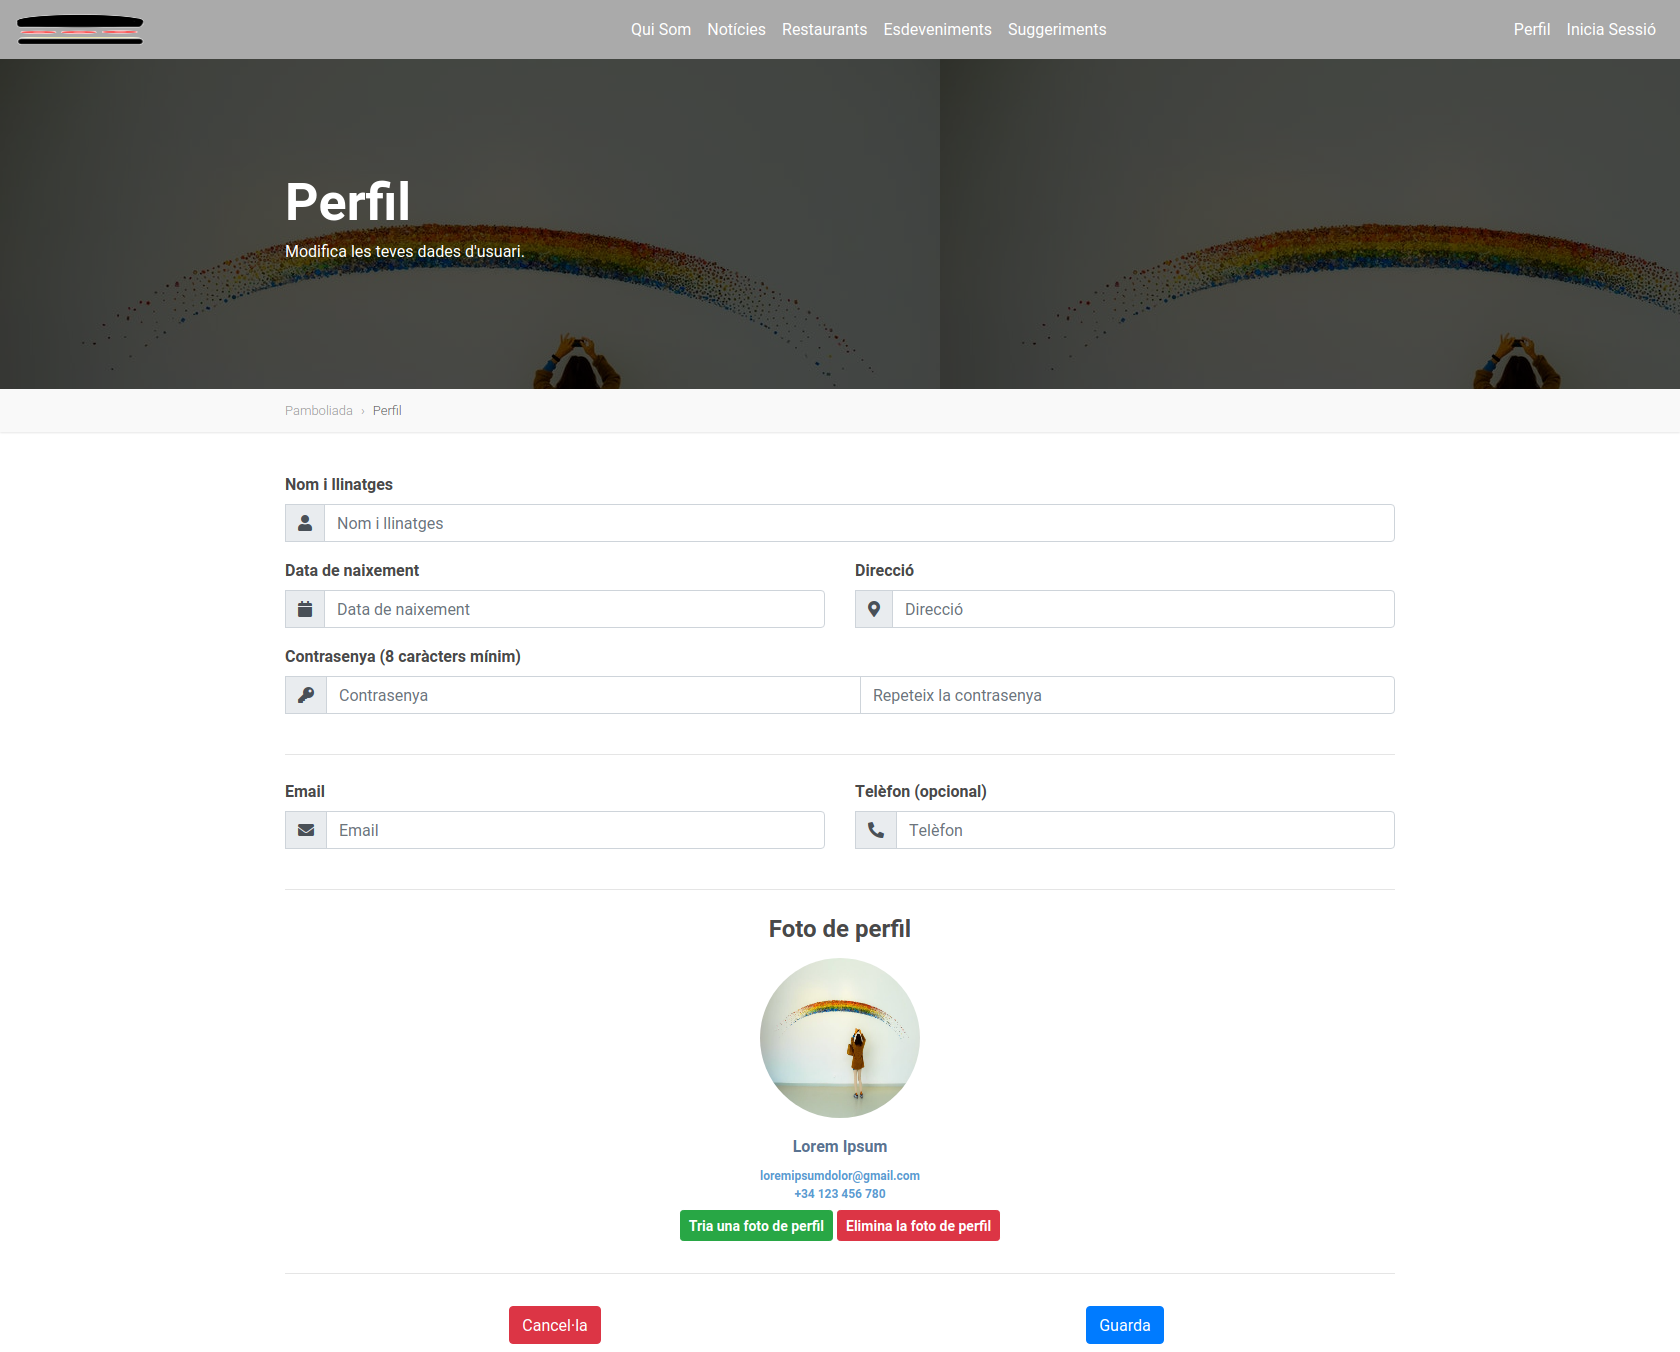 Qui Som Notícies Restaurants Esdeveniments Suggeriments Perfil Inicia Sessió
Perfil
Modifica les teves dades d'usuari.
Pamboliada › Perfil
Nom i llinatges
Nom i llinatges
Data de naixement Direcció
Data de naixement Direcció
Contrasenya (8 caràcters mínim)
Contrasenya Repeteix la contrasenya
Email Telèfon (opcional)
Email Telèfon
Foto de perfil
Lorem Ipsum
loremipsumdolor@gmail.com
+34 123 456 780
Tria una foto de perfil Elimina la foto de perfil
Cancel·la Guarda